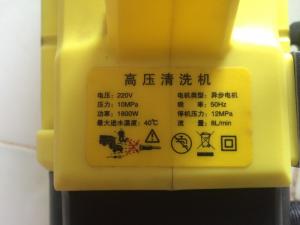 高压清洗机
电压：220V 电机类型：异步电机
压力：10MPa 频 率：50Hz
功率：1800W 停机压力：12MPa
最大进水温度：40℃ 流 量：8L/min